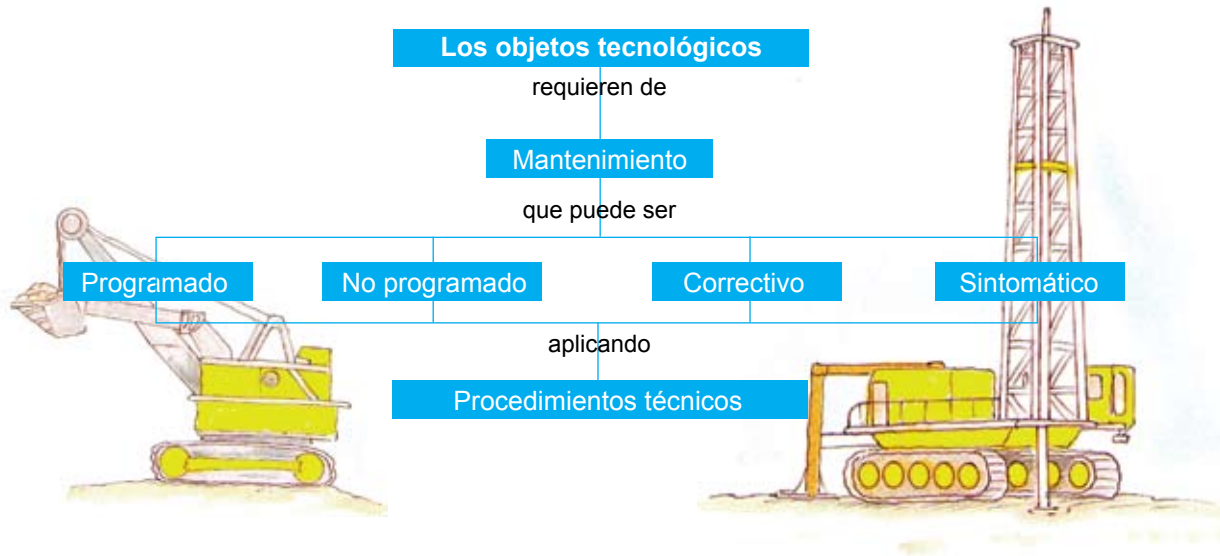 Los objetos tecnológicos
requieren de
Mantenimiento
que puede ser
Programado No programado Correctivo Sintomático
aplicando
Procedimientos técnicos